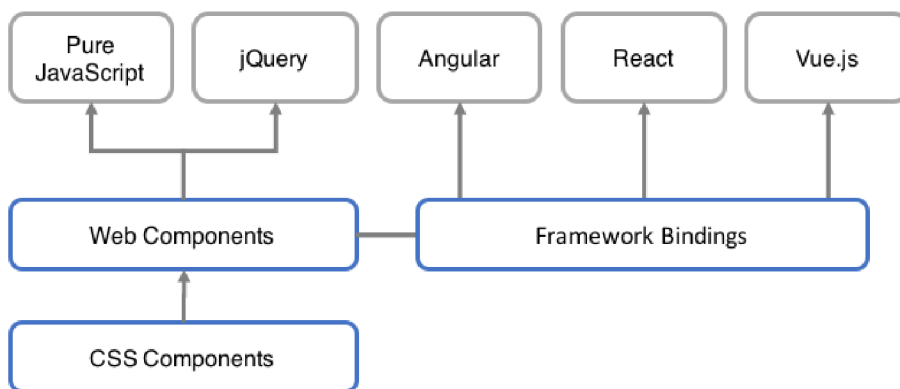 Pure
JavaScript
jQuery
Angular
React
Vue.js
Web Components
Framework Bindings
CSS Components